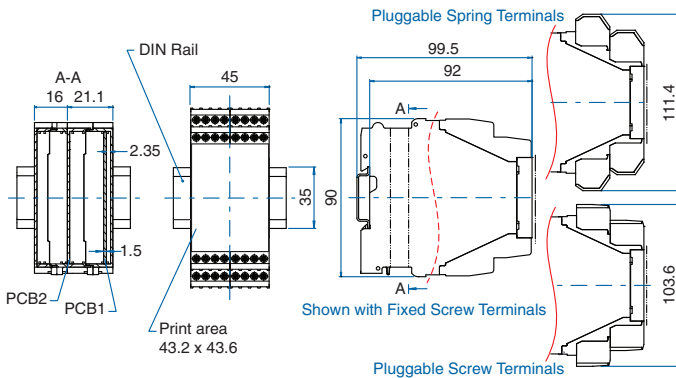 Pluggable Spring Terminals
DIN Rail
99.5
A-A
45
92
16 21.1
A
111.4
2.35
35
90
1.5
A
PCB2
PCB1
Shown with Fixed Screw Terminals
103.6
Print area
43.2 x 43.6
Pluggable Screw Terminals